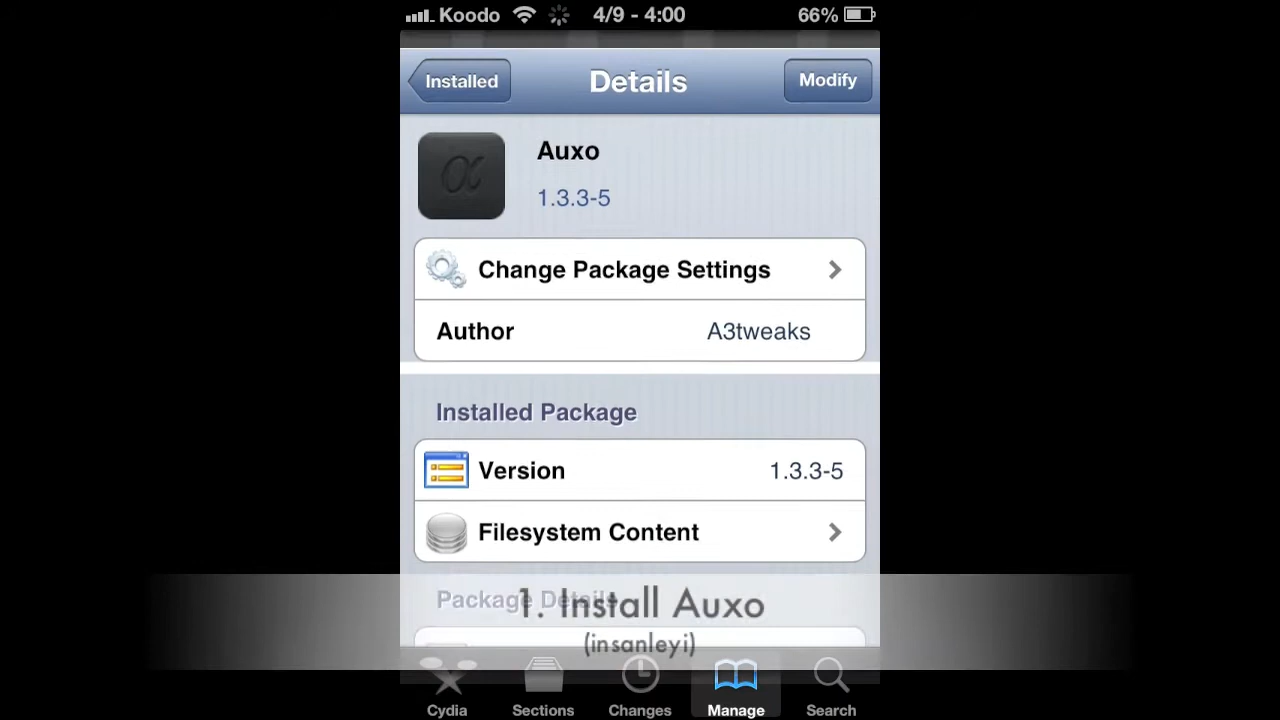 Koodo 4/9 - 4:00 66%
Installed Details Modify
α
Auxo
1.3.3-5
Change Package Settings
Author A3tweaks
Installed Package
Version 1.3.3-5
Filesystem Content
Package Details
1. Install Auxo
(insanleyi)
Cydia Sections Changes Manage Search